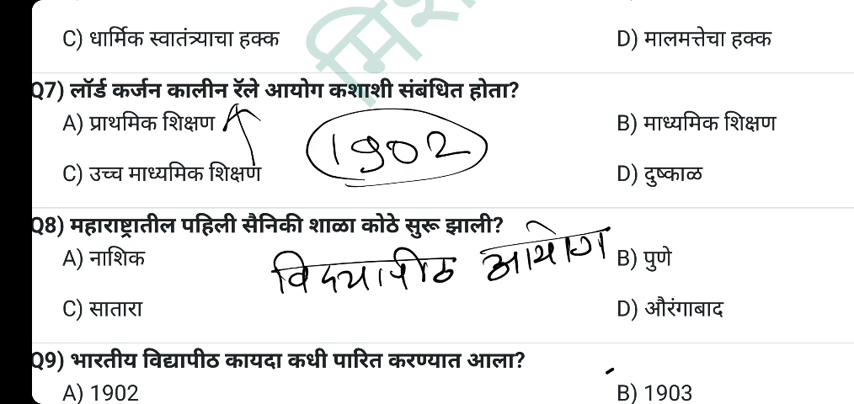 C) धार्मिक स्वातंत्र्याचा हक्क D) मालमत्तेचा हक्क
Q7) लॉर्ड कर्जन कालीन रॅले आयोग कशाशी संबंधित होता?
A) प्राथमिक शिक्षण B) माध्यमिक शिक्षण
1902
C) उच्च माध्यमिक शिक्षण D) दुष्काळ
Q8) महाराष्ट्रातील पहिली सैनिकी शाळा कोठे सुरू झाली?
A) नाशिक B) पुणे
विद्यापीठ आयोग
C) सातारा D) औरंगाबाद
Q9) भारतीय विद्यापीठ कायदा कधी पारित करण्यात आला?
A) 1902 B) 1903